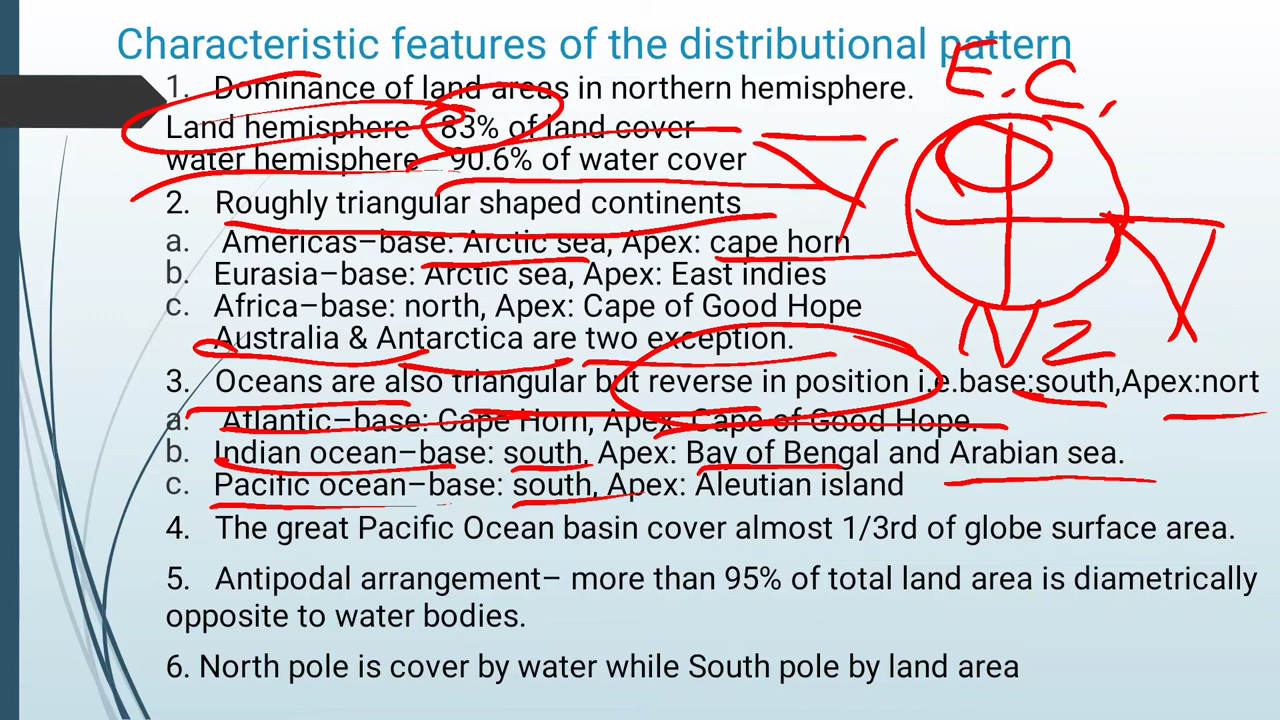 Characteristic features of the distributional pattern
E.C.
1. Dominance of land areas in northern hemisphere.
Land hemisphere - 83% of land cover
water hemisphere - 90.6% of water cover
2. Roughly triangular shaped continents
a. Americas–base: Arctic sea, Apex: cape horn
b. Eurasia–base: Arctic sea, Apex: East indies
c. Africa–base: north, Apex: Cape of Good Hope
Australia & Antarctica are two exception.
NZ
3. Oceans are also triangular but reverse in position i.e.base:south,Apex:nort
a. Atlantic–base: Cape Horn, Apex: Cape of Good Hope.
b. Indian ocean–base: south, Apex: Bay of Bengal and Arabian sea.
c. Pacific ocean–base: south, Apex: Aleutian island
4. The great Pacific Ocean basin cover almost 1/3rd of globe surface area.
5. Antipodal arrangement– more than 95% of total land area is diametrically
opposite to water bodies.
6. North pole is cover by water while South pole by land area